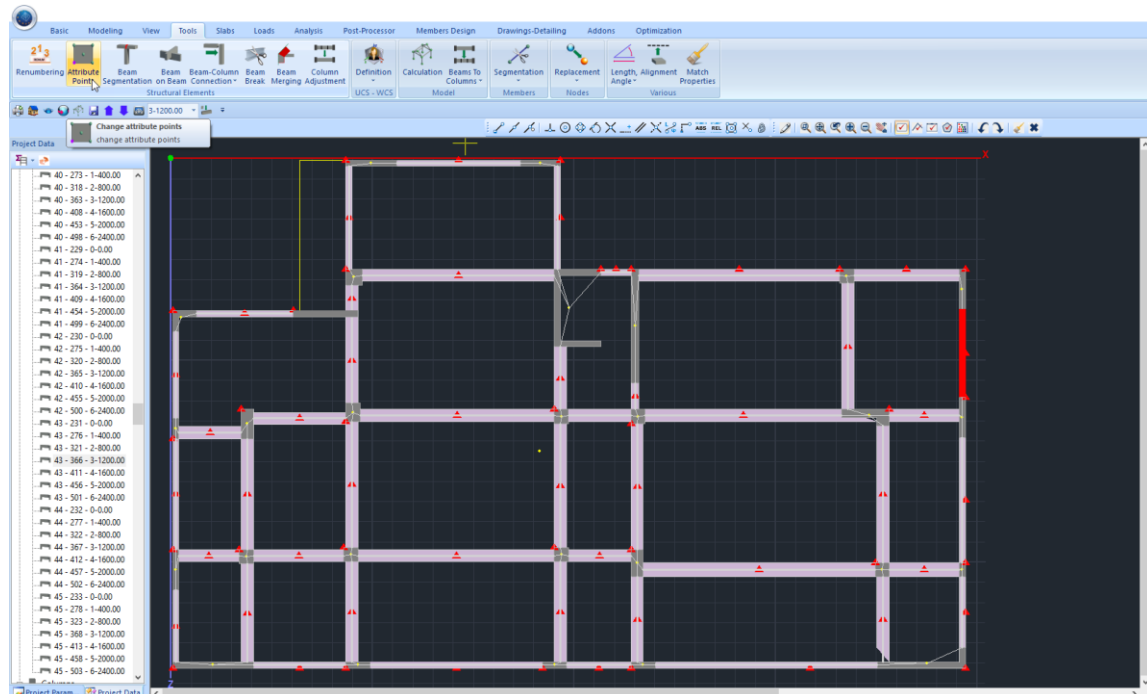 Basic Modeling View Tools Slabs Loads Analysis Post-Processor Members Design Drawings-Detailing Addons Optimization
Renumbering Attribute Points Beam Segmentation Beam on Beam Beam-Column Connection Beam Break Beam Merging Column Adjustment Definition Calculation Beams To Columns Segmentation Replacement Length, Angle Alignment Match Properties
Structural Elements UCS - WCS Model Members Nodes Various
3-1200.00
Change attribute points
change attribute points
Project Data
ABS REL
X
40 - 273 - 1-400.00
40 - 318 - 2-800.00
40 - 363 - 3-1200.00
40 - 408 - 4-1600.00
40 - 453 - 5-2000.00
40 - 498 - 6-2400.00
41 - 229 - 0-0.00
41 - 274 - 1-400.00
41 - 319 - 2-800.00
41 - 364 - 3-1200.00
41 - 409 - 4-1600.00
41 - 454 - 5-2000.00
41 - 499 - 6-2400.00
42 - 230 - 0-0.00
42 - 275 - 1-400.00
42 - 320 - 2-800.00
42 - 365 - 3-1200.00
42 - 410 - 4-1600.00
42 - 455 - 5-2000.00
42 - 500 - 6-2400.00
43 - 231 - 0-0.00
43 - 276 - 1-400.00
43 - 321 - 2-800.00
43 - 366 - 3-1200.00
43 - 411 - 4-1600.00
43 - 456 - 5-2000.00
43 - 501 - 6-2400.00
44 - 232 - 0-0.00
44 - 277 - 1-400.00
44 - 322 - 2-800.00
44 - 367 - 3-1200.00
44 - 412 - 4-1600.00
44 - 457 - 5-2000.00
44 - 502 - 6-2400.00
45 - 233 - 0-0.00
45 - 278 - 1-400.00
45 - 323 - 2-800.00
45 - 368 - 3-1200.00
45 - 413 - 4-1600.00
45 - 458 - 5-2000.00
45 - 503 - 6-2400.00
Columns
Z
Project Param Project Data